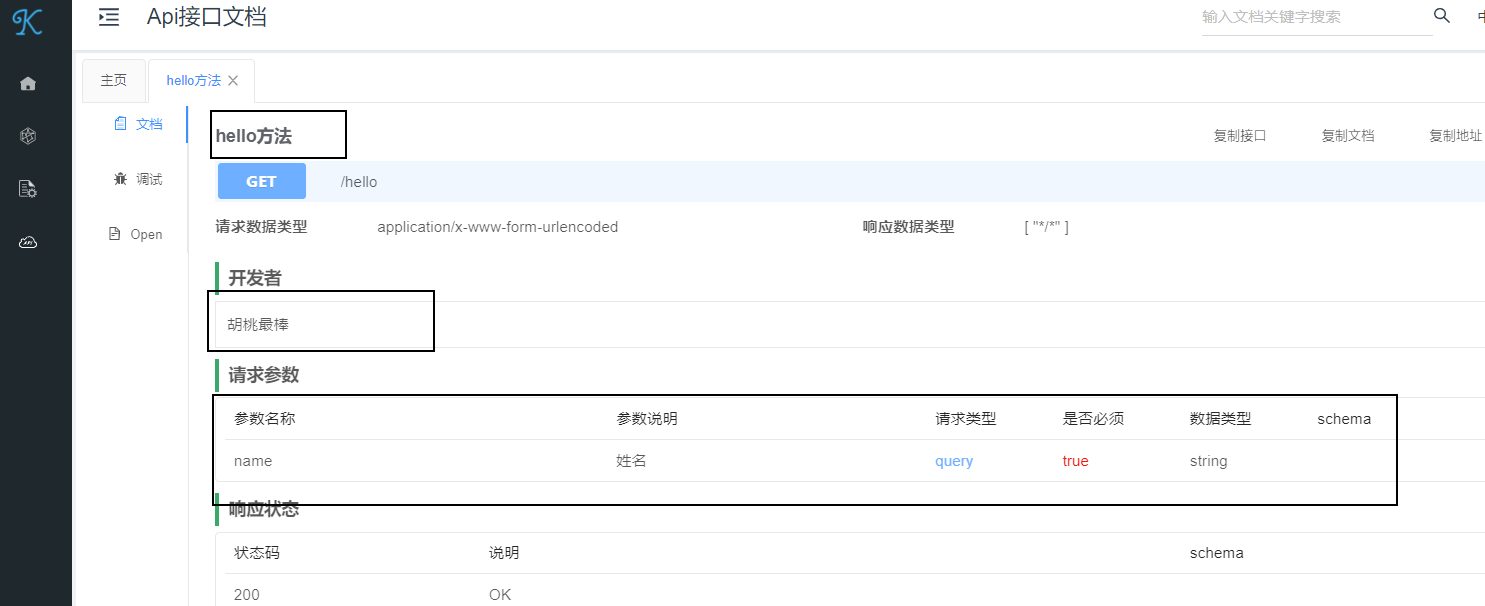 K
Api接口文档
输入文档关键字搜索
主页
hello方法
文档
调试
Open
hello方法
复制接口 复制文档 复制地址
GET /hello
请求数据类型 application/x-www-form-urlencoded 响应数据类型 [ "*/*" ]
开发者
胡桃最棒
请求参数
参数名称 参数说明 请求类型 是否必须 数据类型 schema
name 姓名 query true string
响应状态
状态码 说明 schema
200 OK